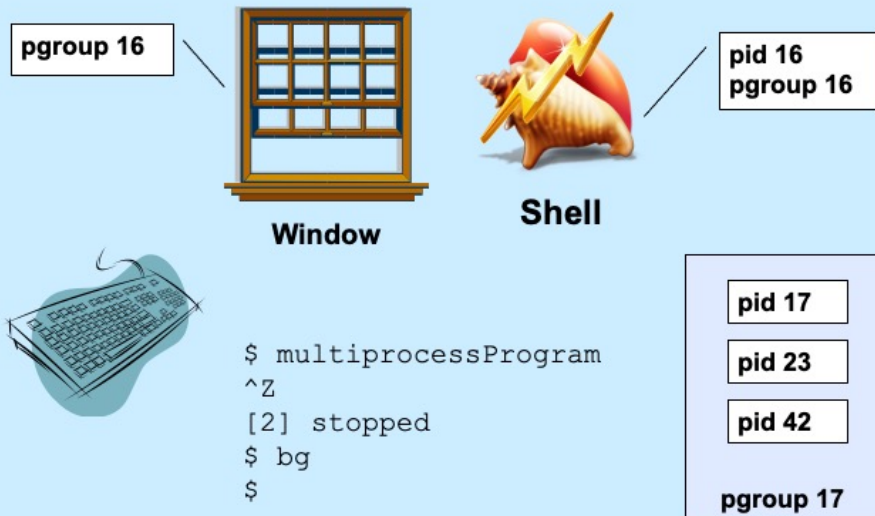 pgroup 16
pid 16
pgroup 16
Window
Shell
$ multiprocessProgram
^Z
[2] stopped
$ bg
$
pid 17
pid 23
pid 42
pgroup 17